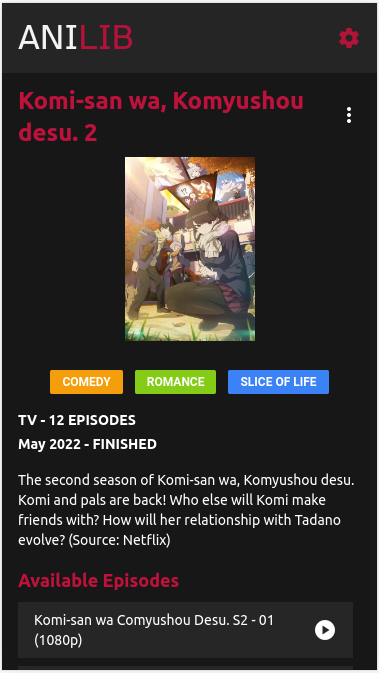 ANILIB
Komi-san wa, Komyushou
desu. 2
COMEDY
ROMANCE
SLICE OF LIFE
TV - 12 EPISODES
May 2022 - FINISHED
The second season of Komi-san wa, Komyushou desu.
Komi and pals are back! Who else will Komi make
friends with? How will her relationship with Tadano
evolve? (Source: Netflix)
Available Episodes
Komi-san wa Comyushou Desu. S2 - 01
(1080p)